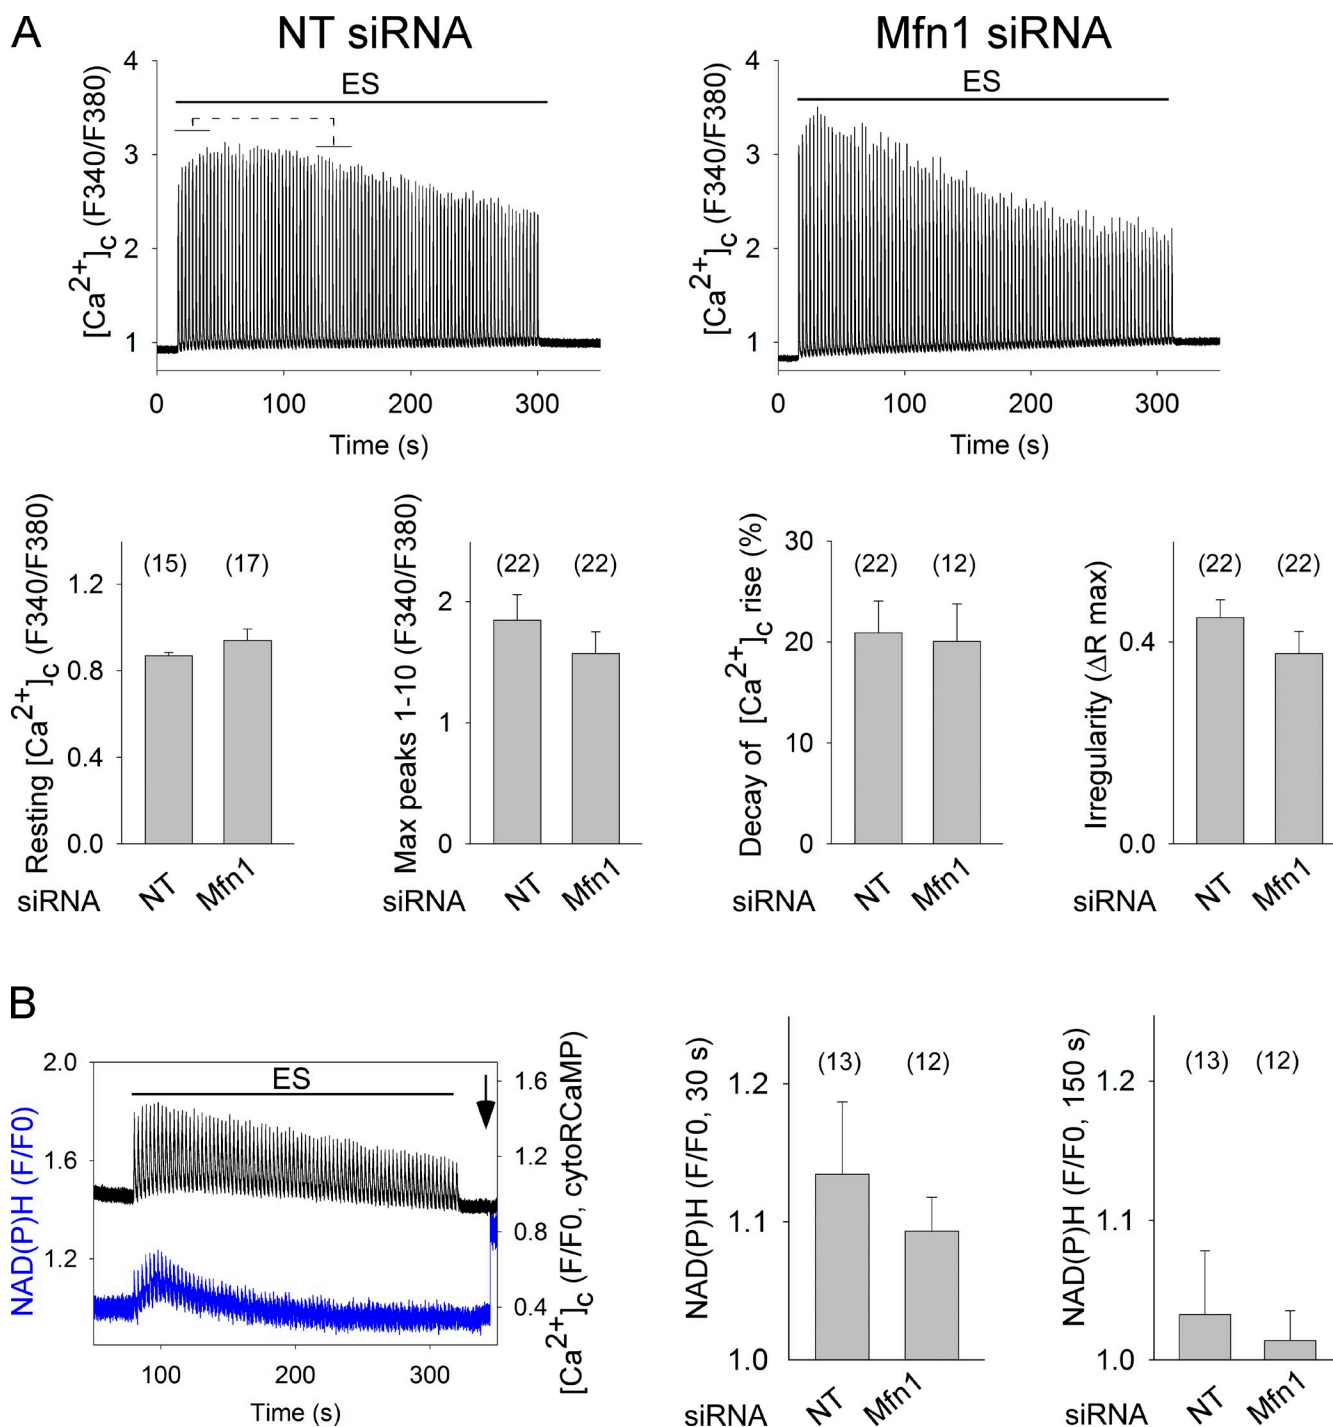 A
NT siRNA
Mfn1 siRNA
[Ca2+]c (F340/F380)
4
3
2
1
ES
0
100
200
300
Time (s)
[Ca2+]c (F340/F380)
4
3
2
1
ES
0
100
200
300
Time (s)
Resting [Ca2+]c (F340/F380)
1.2
0.8
0.4
0.0
(15)
(17)
siRNA
NT
Mfn1
Max peaks 1-10 (F340/F380)
2
1
0
(22)
(22)
siRNA
NT
Mfn1
Decay of [Ca2+]c rise (%)
30
20
10
0
(22)
(12)
siRNA
NT
Mfn1
Irregularity (ΔR max)
0.4
0.0
(22)
(22)
siRNA
NT
Mfn1
B
NAD(P)H (F/F0)
2.0
1.6
1.2
ES
1.6
1.2
0.8
0.4
[Ca2+]c (F/F0, cytoRCaMP)
100
200
300
Time (s)
NAD(P)H (F/F0, 30 s)
1.2
1.1
1.0
(13)
(12)
siRNA
NT
Mfn1
NAD(P)H (F/F0, 150 s)
1.2
1.1
1.0
(13)
(12)
siRNA
NT
Mfn1